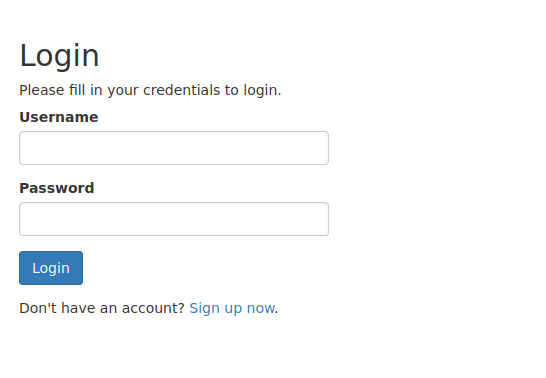 Login
Please fill in your credentials to login.
Username
Password
Login
Don't have an account? Sign up now.